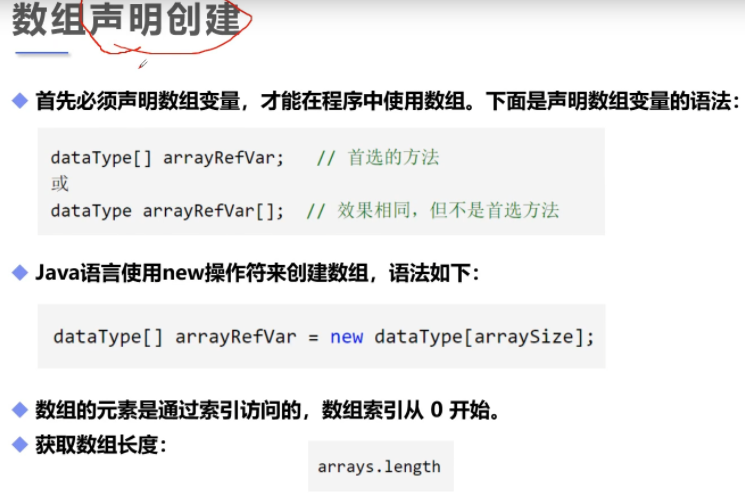 数组声明创建
首先必须声明数组变量，才能在程序中使用数组。下面是声明数组变量的语法：
dataType[] arrayRefVar;   // 首选的方法
或
dataType arrayRefVar[];  // 效果相同，但不是首选方法
Java语言使用new操作符来创建数组，语法如下：
dataType[] arrayRefVar = new dataType[arraySize];
数组的元素是通过索引访问的，数组索引从 0 开始。
获取数组长度：
arrays.length